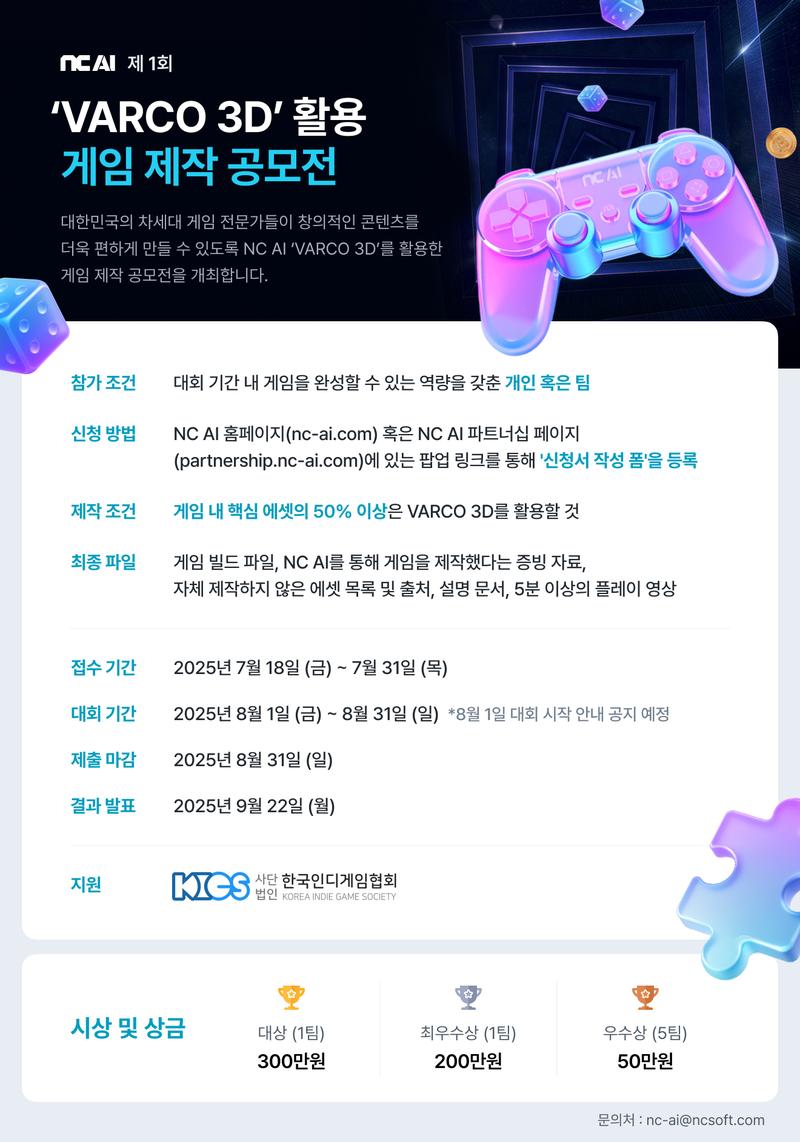 NC AI 제 1회
‘VARCO 3D’ 활용
게임 제작 공모전
대한민국의 차세대 게임 전문가들이 창의적인 콘텐츠를
더욱 편하게 만들 수 있도록 NC AI ‘VARCO 3D’를 활용한
게임 제작 공모전을 개최합니다.
NC AI
참가 조건 대회 기간 내 게임을 완성할 수 있는 역량을 갖춘 개인 혹은 팀
신청 방법 NC AI 홈페이지(nc-ai.com) 혹은 NC AI 파트너십 페이지
(partnership.nc-ai.com)에 있는 팝업 링크를 통해 '신청서 작성 폼'을 등록
제작 조건 게임 내 핵심 에셋의 50% 이상은 VARCO 3D를 활용할 것
최종 파일 게임 빌드 파일, NC AI를 통해 게임을 제작했다는 증빙 자료,
자체 제작하지 않은 에셋 목록 및 출처, 설명 문서, 5분 이상의 플레이 영상
접수 기간 2025년 7월 18일 (금) ~ 7월 31일 (목)
대회 기간 2025년 8월 1일 (금) ~ 8월 31일 (일) *8월 1일 대회 시작 안내 공지 예정
제출 마감 2025년 8월 31일 (일)
결과 발표 2025년 9월 22일 (월)
지원 KIGS 사단법인 한국인디게임협회
KOREA INDIE GAME SOCIETY
시상 및 상금
대상 (1팀) 최우수상 (1팀) 우수상 (5팀)
300만원 200만원 50만원
문의처 : nc-ai@ncsoft.com